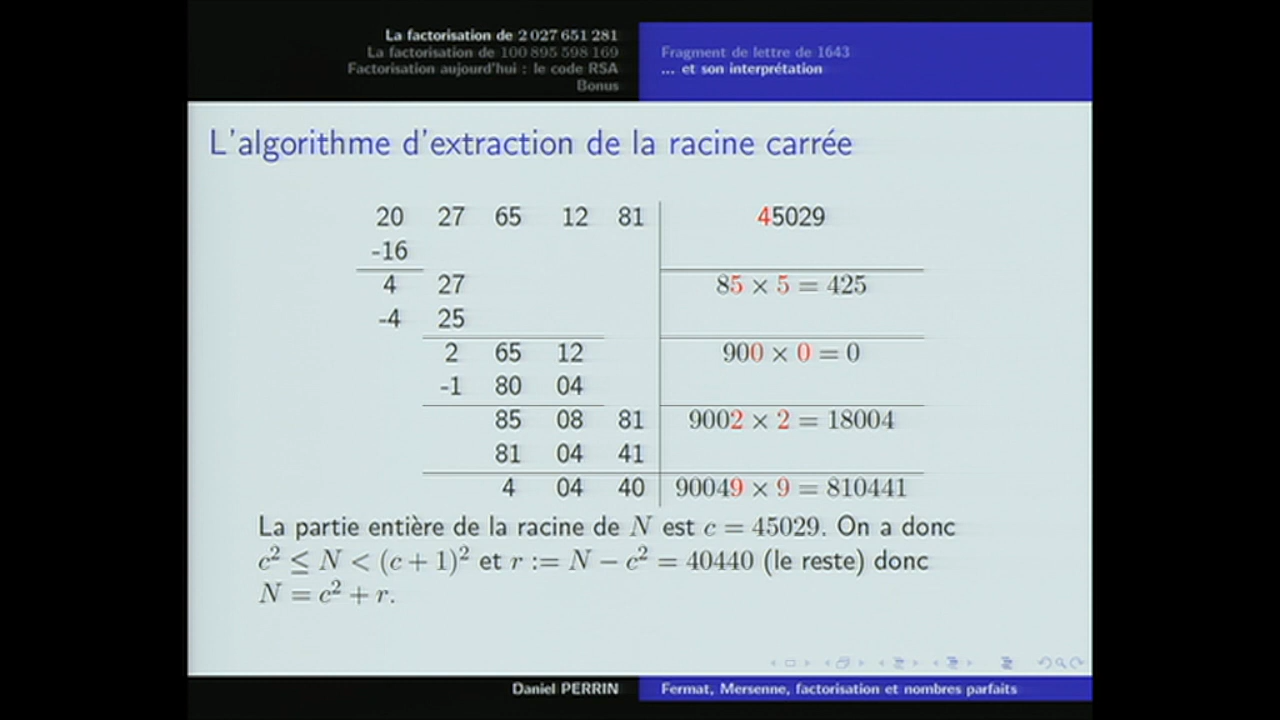 La factorisation de 2 027 651 281
La factorisation de 100 895 598 169
Factorisation aujourd'hui : le code RSA
Bonus
Fragment de lettre de 1643
... et son interprétation
L'algorithme d'extraction de la racine carrée
20 27 65 12 81 45029
-16
4 27 85 × 5 = 425
-4 25
2 65 12 900 × 0 = 0
-1 80 04
85 08 81 9002 × 2 = 18004
81 04 41
4 04 40 90049 × 9 = 810441
La partie entière de la racine de N est c = 45029. On a donc
c² ≤ N < (c + 1)² et r := N − c² = 40440 (le reste) donc
N = c² + r.
Daniel PERRIN
Fermat, Mersenne, factorisation et nombres parfaits